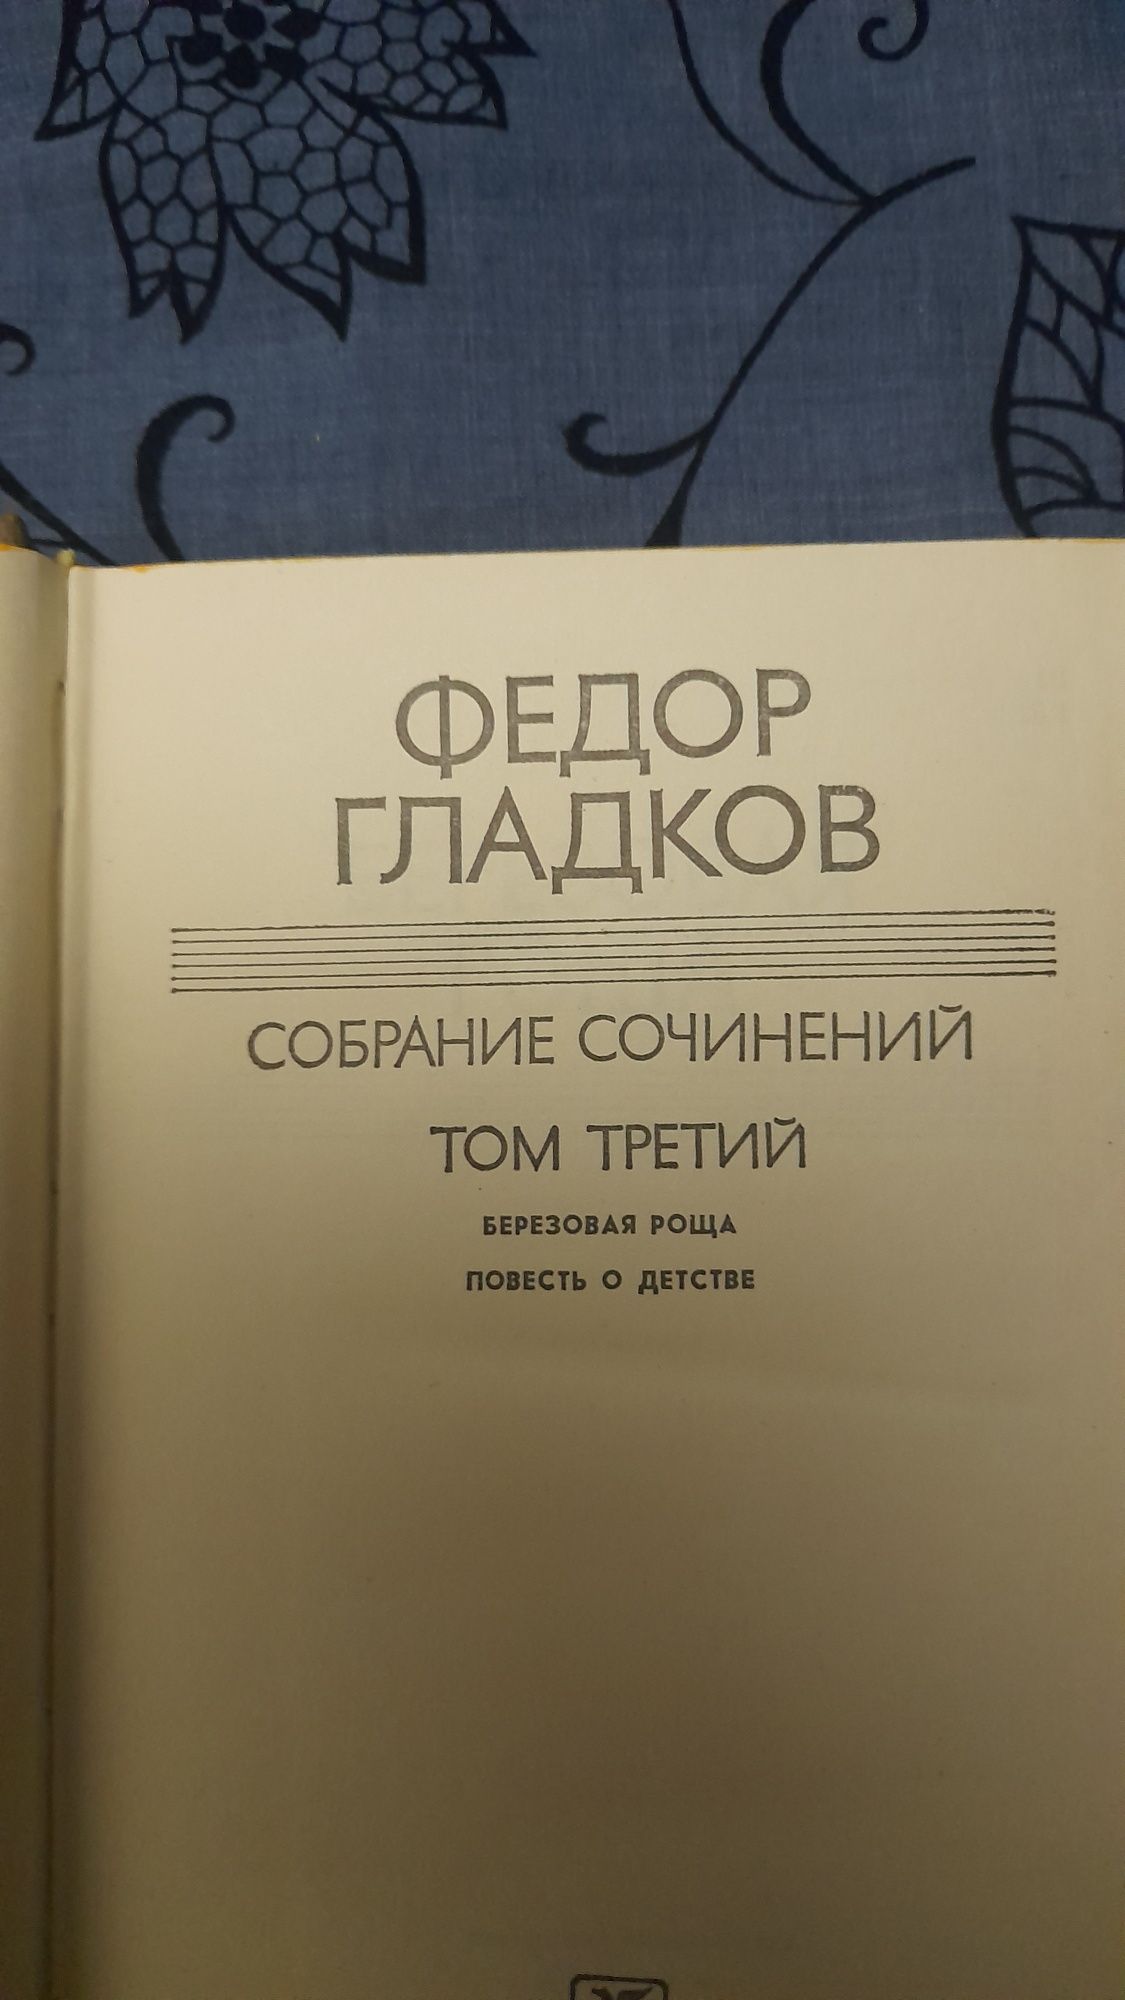 ФЕДОР
ГЛАДКОВ
СОБРАНИЕ СОЧИНЕНИЙ
ТОМ ТРЕТИЙ
БЕРЕЗОВАЯ РОЩА
ПОВЕСТЬ О ДЕТСТВЕ